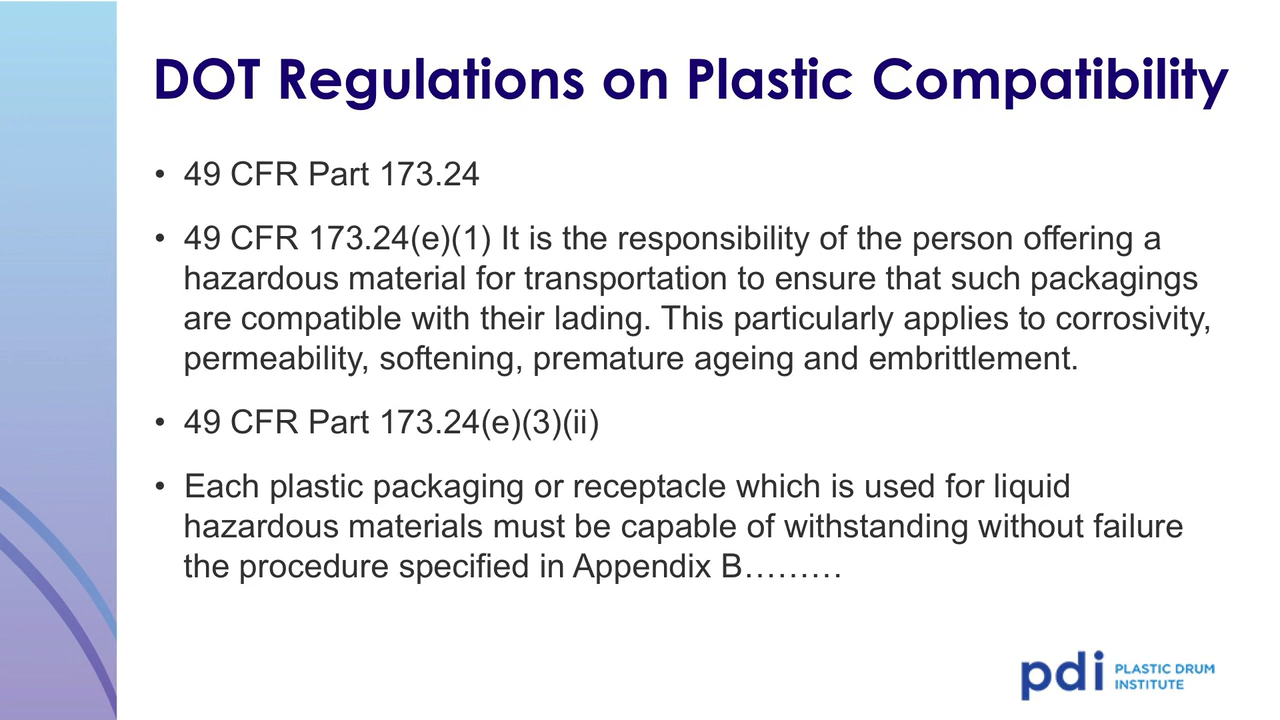 DOT Regulations on Plastic Compatibility
• 49 CFR Part 173.24
• 49 CFR 173.24(e)(1) It is the responsibility of the person offering a
hazardous material for transportation to ensure that such packagings
are compatible with their lading. This particularly applies to corrosivity,
permeability, softening, premature ageing and embrittlement.
• 49 CFR Part 173.24(e)(3)(ii)
• Each plastic packaging or receptacle which is used for liquid
hazardous materials must be capable of withstanding without failure
the procedure specified in Appendix B………
pdi PLASTIC DRUM
INSTITUTE